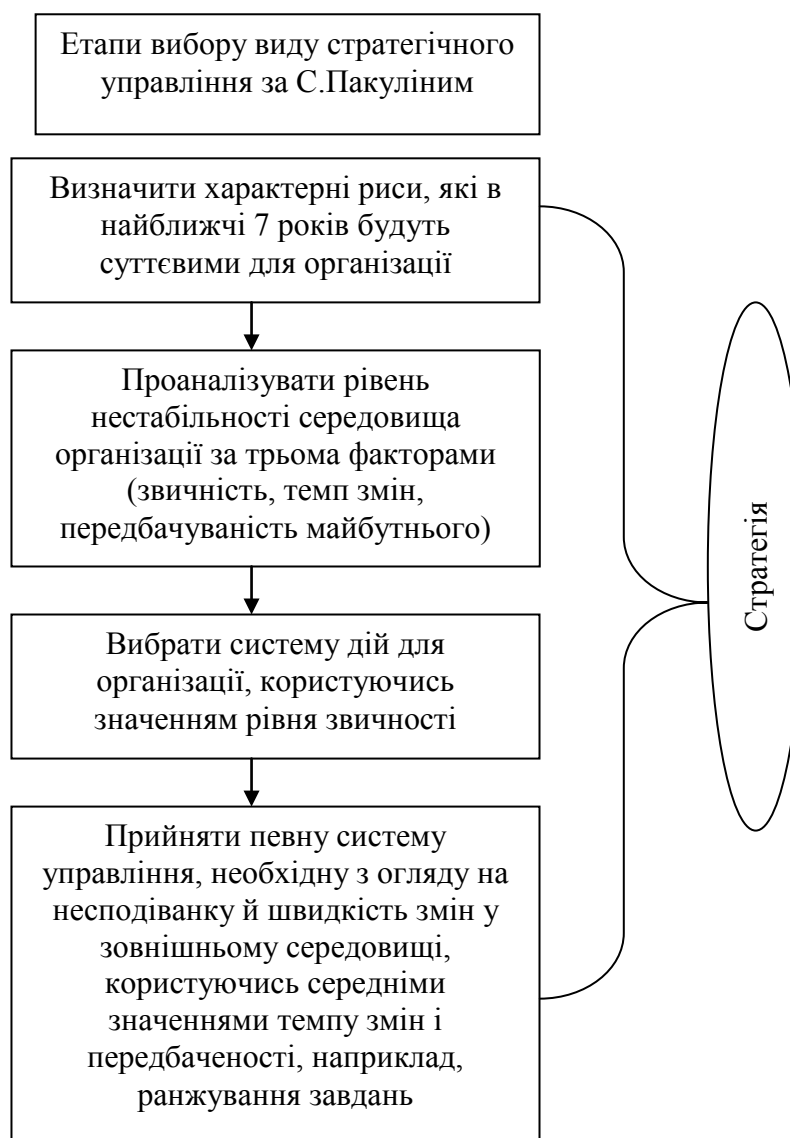 Етапи вибору виду стратегічного
управління за С.Пакуліним
Визначити характерні риси, які в
найближчі 7 років будуть
суттєвими для організації
Проаналізувати рівень
нестабільності середовища
організації за трьома факторами
(звичність, темп змін,
передбачуваність майбутнього)
Вибрати систему дій для
організації, користуючись
значенням рівня звичності
Прийняти певну систему
управління, необхідну з огляду на
несподіванку й швидкість змін у
зовнішньому середовищі,
користуючись середніми
значеннями темпу змін і
передбаченості, наприклад,
ранжування завдань
Стратегія